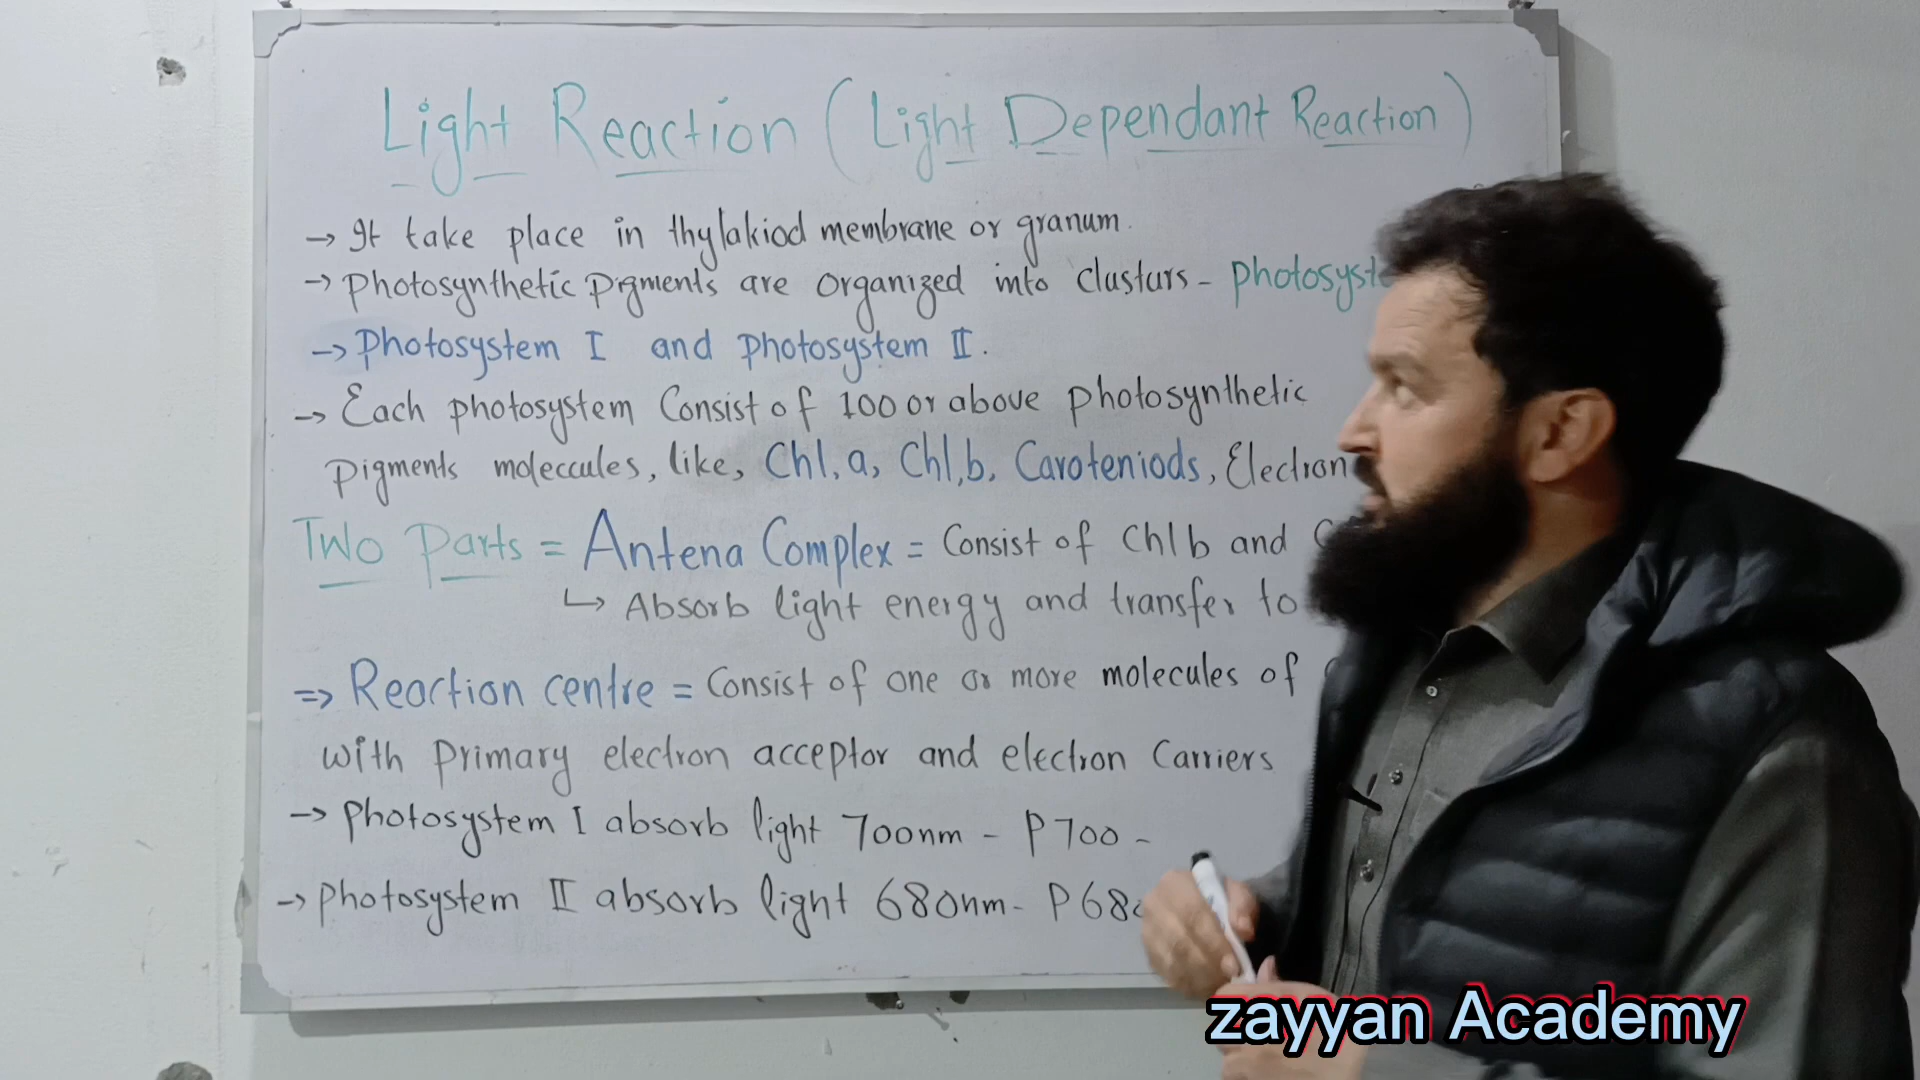 Light Reaction (Light Dependant Reaction)
→ It take place in thylakiod membrane or granum.
→ Photosynthetic pigments are organized into clusturs - photosyst
→ Photosystem I and photosystem II.
→ Each photosystem Consist of 100 or above photosynthetic
Pigments moleccules, like, Chl, a, Chl, b, Caroteniods, Electron
Two Parts = Antena Complex = Consist of Chl b and
↳ Absorb light energy and transfer to
⇒ Reaction centre = Consist of one or more molecules of
with primary electron acceptor and electron Carriers
→ photosystem I absorb light 700nm - P700 -
→ photosystem II absorb light 680nm - P 68
zayyan Academy